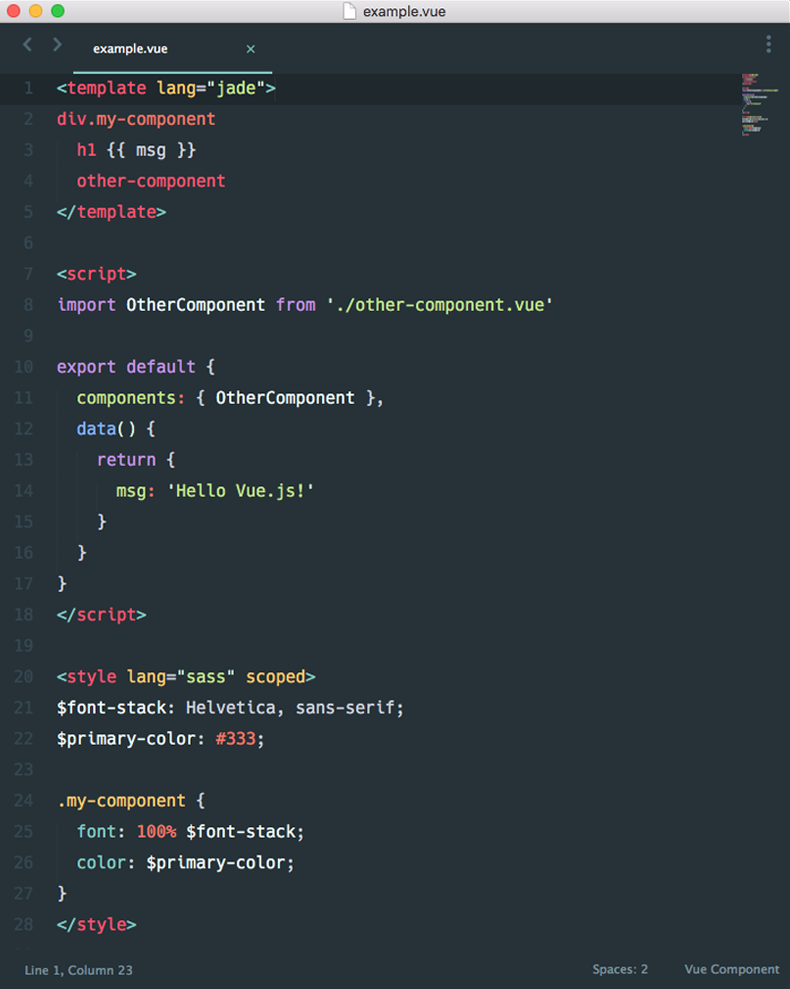 example.vue
example.vue ×
1 <template lang="jade">
2 div.my-component
3   h1 {{ msg }}
4   other-component
5 </template>
6
7 <script>
8 import OtherComponent from './other-component.vue'
9
10 export default {
11   components: { OtherComponent },
12   data() {
13     return {
14       msg: 'Hello Vue.js!'
15     }
16   }
17 }
18 </script>
19
20 <style lang="sass" scoped>
21 $font-stack: Helvetica, sans-serif;
22 $primary-color: #333;
23
24 .my-component {
25   font: 100% $font-stack;
26   color: $primary-color;
27 }
28 </style>
Line 1, Column 23 Spaces: 2 Vue Component